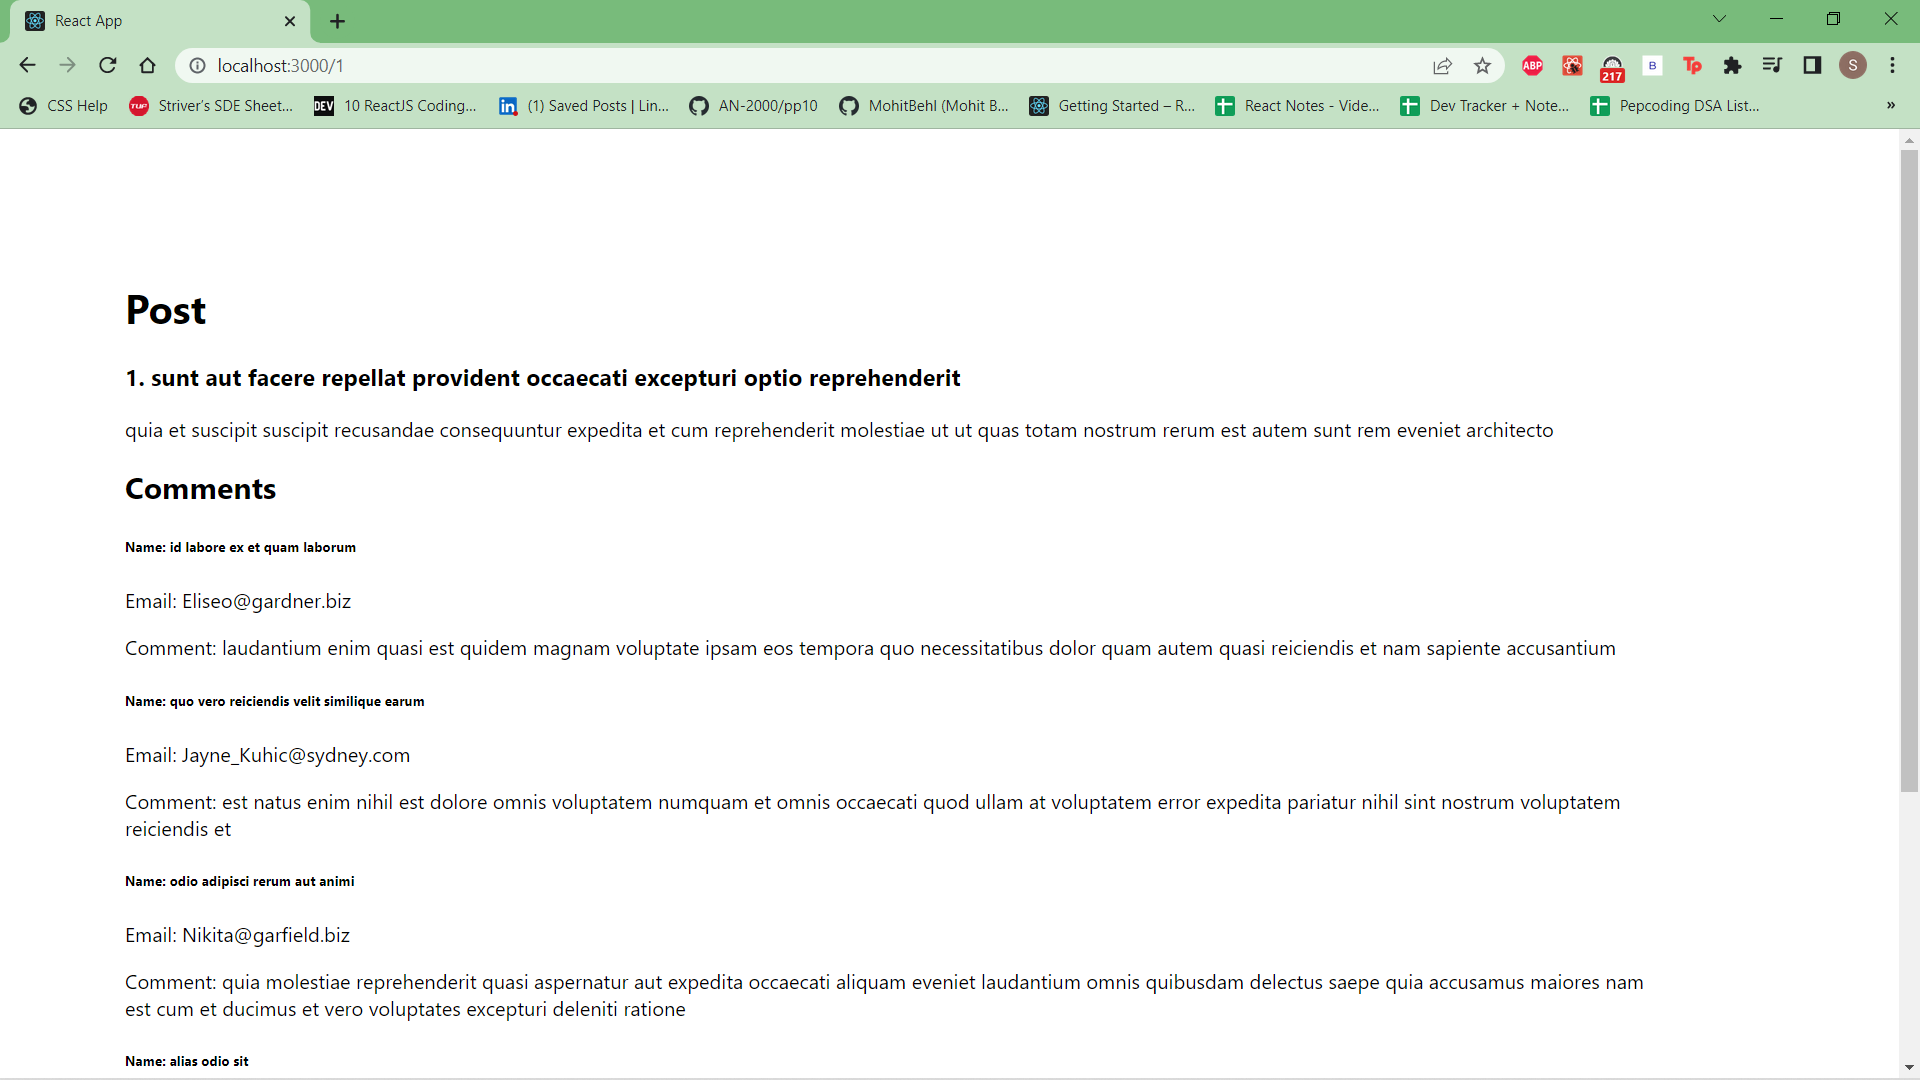 React App
localhost:3000/1
ABP
217
B
Tp
S
CSS Help
TUF
Striver's SDE Sheet...
DEV
10 ReactJS Coding...
in
(1) Saved Posts | Lin...
AN-2000/pp10
MohitBehl (Mohit B...
Getting Started – R...
React Notes - Vide...
Dev Tracker + Note...
Pepcoding DSA List...
»
Post
1. sunt aut facere repellat provident occaecati excepturi optio reprehenderit
quia et suscipit suscipit recusandae consequuntur expedita et cum reprehenderit molestiae ut ut quas totam nostrum rerum est autem sunt rem eveniet architecto
Comments
Name: id labore ex et quam laborum
Email: Eliseo@gardner.biz
Comment: laudantium enim quasi est quidem magnam voluptate ipsam eos tempora quo necessitatibus dolor quam autem quasi reiciendis et nam sapiente accusantium
Name: quo vero reiciendis velit similique earum
Email: Jayne_Kuhic@sydney.com
Comment: est natus enim nihil est dolore omnis voluptatem numquam et omnis occaecati quod ullam at voluptatem error expedita pariatur nihil sint nostrum voluptatem
reiciendis et
Name: odio adipisci rerum aut animi
Email: Nikita@garfield.biz
Comment: quia molestiae reprehenderit quasi aspernatur aut expedita occaecati aliquam eveniet laudantium omnis quibusdam delectus saepe quia accusamus maiores nam
est cum et ducimus et vero voluptates excepturi deleniti ratione
Name: alias odio sit